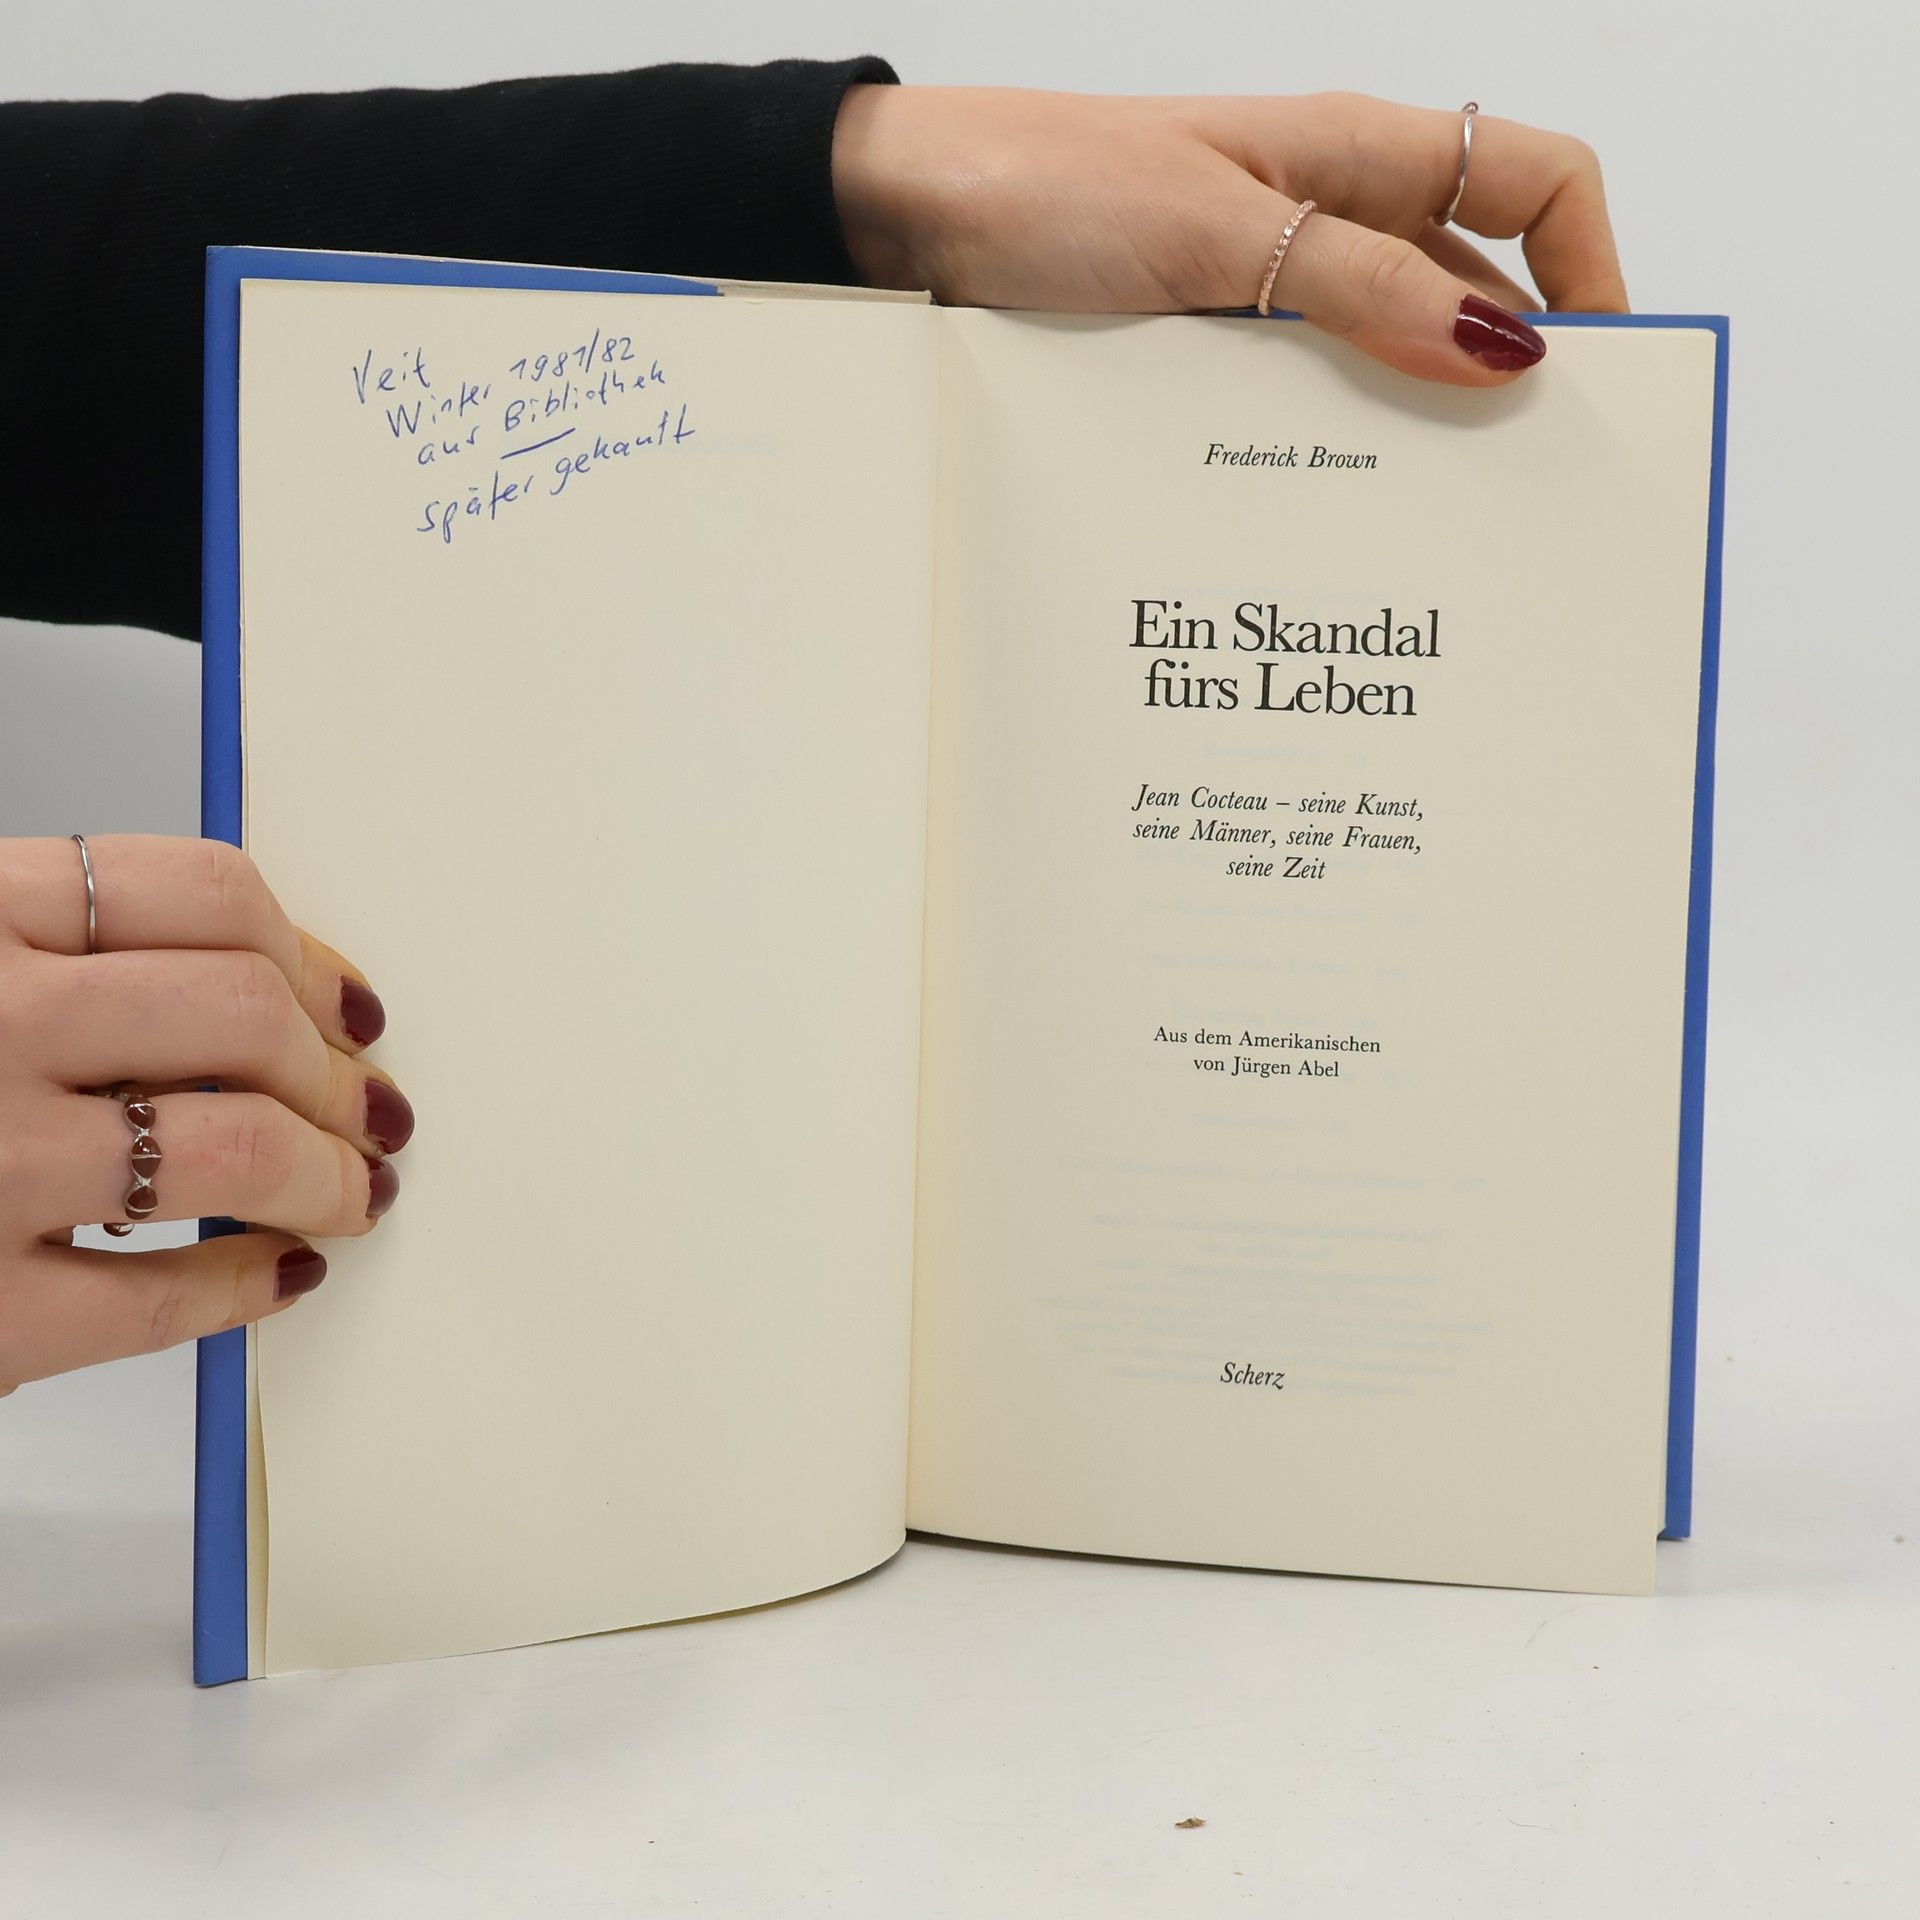 Veit
Winter 1981/82
aus Bibliothek
später gekauft
Frederick Brown
Ein Skandal
fürs Leben
Jean Cocteau – seine Kunst,
seine Männer, seine Frauen,
seine Zeit
Aus dem Amerikanischen
von Jürgen Abel
Scherz